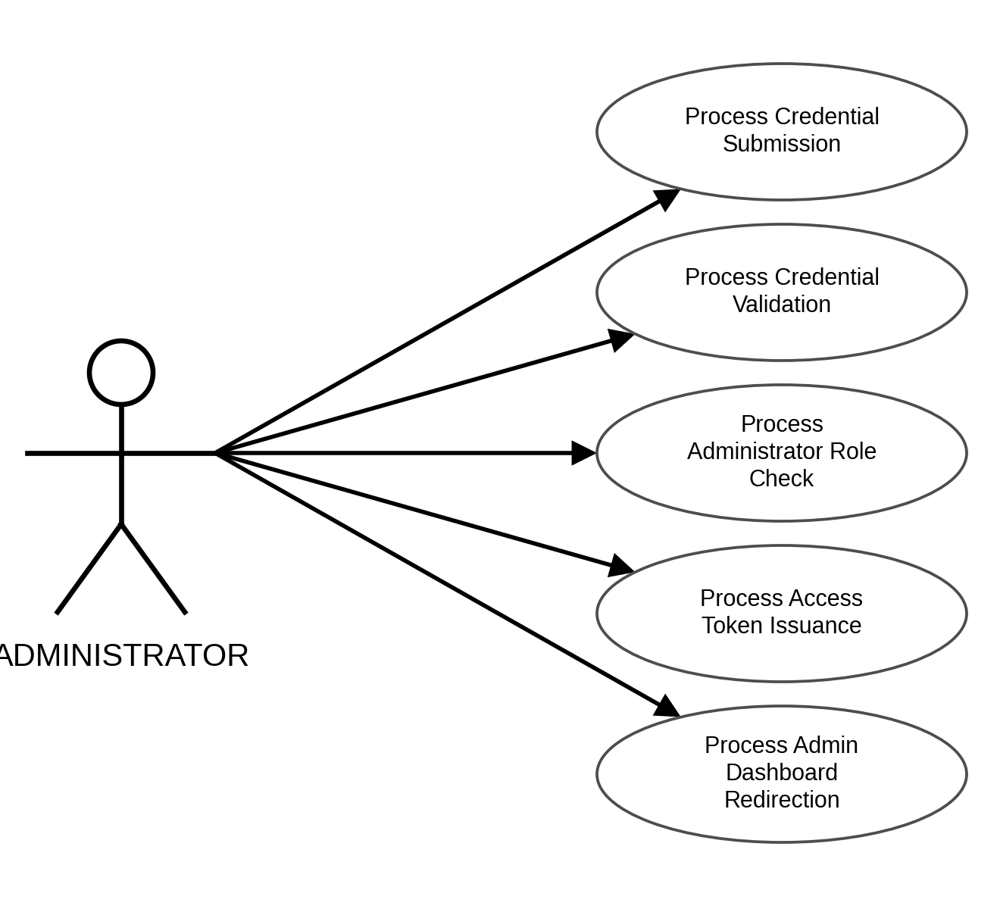 Process Credential
Submission
Process Credential
Validation
Process
Administrator Role
Check
Process Access
Token Issuance
Process Admin
Dashboard
Redirection
ADMINISTRATOR